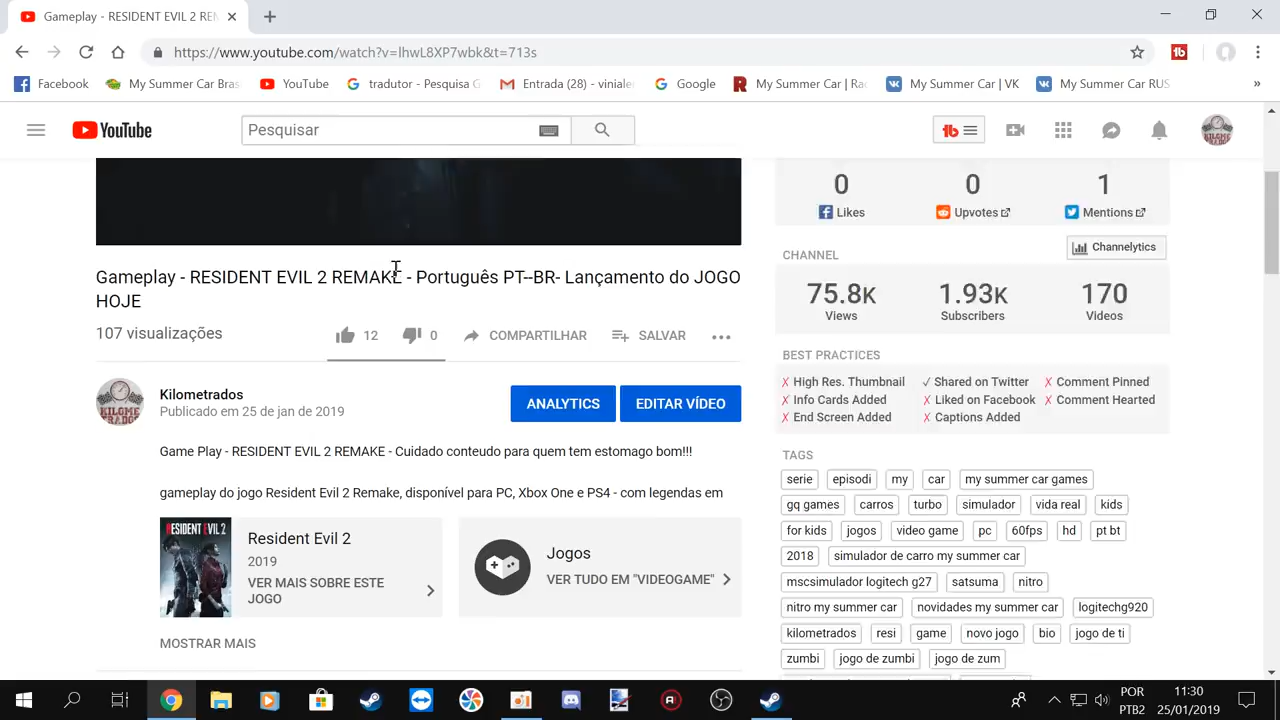 Gameplay - RESIDENT EVIL 2 REM
https://www.youtube.com/watch?v=lhwL8XP7wbk&t=713s
Facebook My Summer Car Bras YouTube tradutor - Pesquisa G Entrada (28) - vinialer Google My Summer Car | Rac My Summer Car | VK My Summer Car RUS »
YouTube Pesquisar
0 0 1
Likes Upvotes Mentions
CHANNEL Channelytics
75.8K 1.93K 170
Views Subscribers Videos
Gameplay - RESIDENT EVIL 2 REMAKE - Português PT--BR- Lançamento do JOGO
HOJE
107 visualizações 12 0 COMPARTILHAR SALVAR
Kilometrados
Publicado em 25 de jan de 2019
ANALYTICS EDITAR VÍDEO
Game Play - RESIDENT EVIL 2 REMAKE - Cuidado conteudo para quem tem estomago bom!!!
gameplay do jogo Resident Evil 2 Remake, disponível para PC, Xbox One e PS4 - com legendas em
RESIDENT EVIL 2
Resident Evil 2
2019
VER MAIS SOBRE ESTE
JOGO
Jogos
VER TUDO EM "VIDEOGAME"
MOSTRAR MAIS
BEST PRACTICES
✗ High Res. Thumbnail ✓ Shared on Twitter ✗ Comment Pinned
✗ Info Cards Added ✗ Liked on Facebook ✗ Comment Hearted
✗ End Screen Added ✗ Captions Added
TAGS
serie episodi my car my summer car games
gq games carros turbo simulador vida real kids
for kids jogos video game pc 60fps hd pt bt
2018 simulador de carro my summer car
mscsimulador logitech g27 satsuma nitro
nitro my summer car novidades my summer car logitechg920
kilometrados resi game novo jogo bio jogo de ti
zumbi jogo de zumbi jogo de zum
POR 11:30
PTB2 25/01/2019